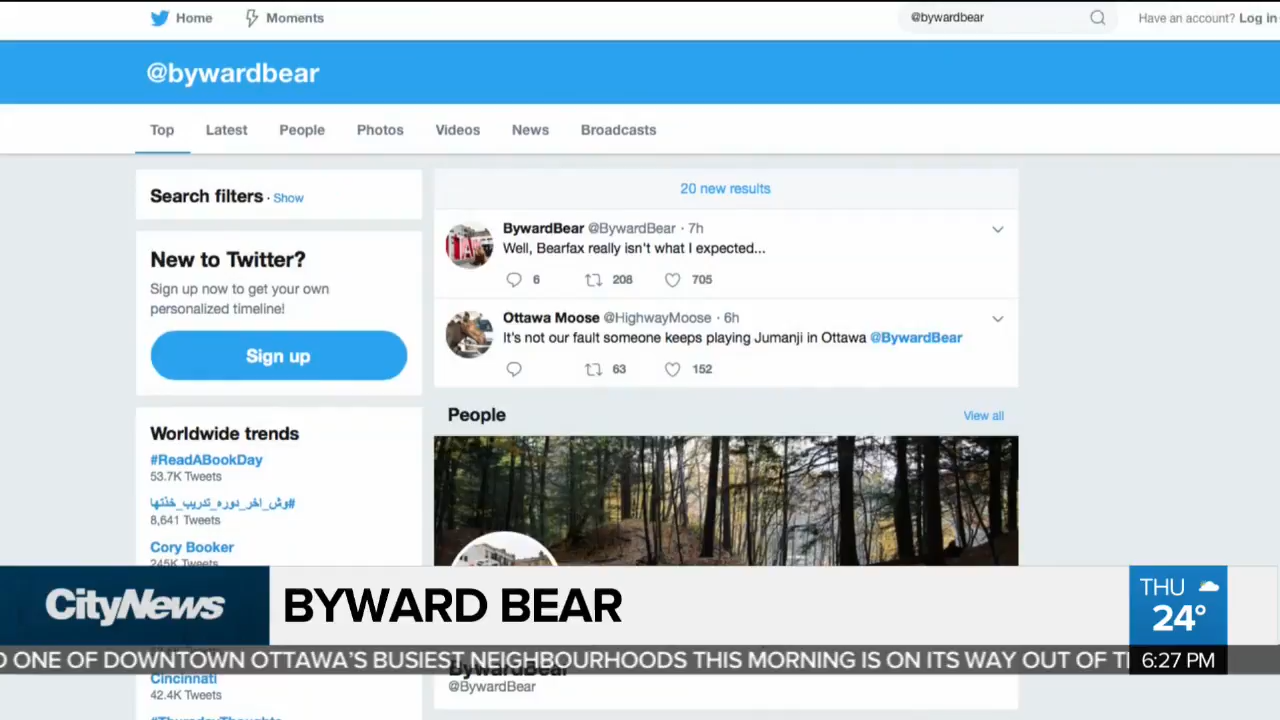 Home
Moments
@bywardbear
Have an account? Log in
@bywardbear
Top
Latest
People
Photos
Videos
News
Broadcasts
Search filters · Show
New to Twitter?
Sign up now to get your own
personalized timeline!
Sign up
Worldwide trends
#ReadABookDay
53.7K Tweets
#وش_اخر_دوره_تدريب_خذتها
8,641 Tweets
Cory Booker
245K Tweets
Cincinnati
42.4K Tweets
#ThursdayThoughts
20 new results
BywardBear @BywardBear · 7h
Well, Bearfax really isn't what I expected...
6
208
705
Ottawa Moose @HighwayMoose · 6h
It's not our fault someone keeps playing Jumanji in Ottawa @BywardBear
63
152
People
View all
BywardBear
@BywardBear
CityNews
BYWARD BEAR
THU
24°
ONE OF DOWNTOWN OTTAWA'S BUSIEST NEIGHBOURHOODS THIS MORNING IS ON ITS WAY OUT OF
6:27 PM